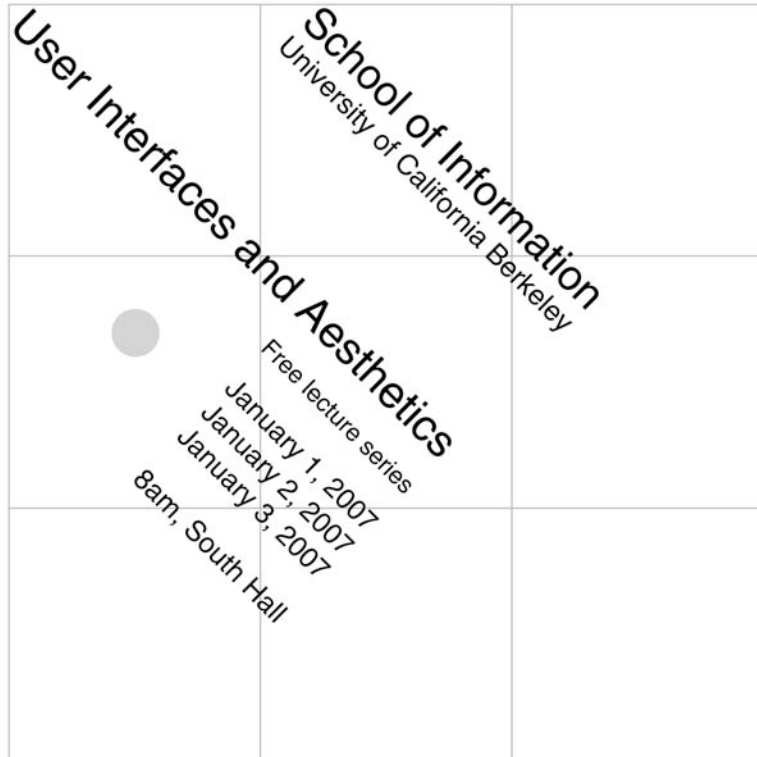 School of Information
University of California Berkeley
User Interfaces and Aesthetics
Free lecture series
January 1, 2007
January 2, 2007
January 3, 2007
8am, South Hall